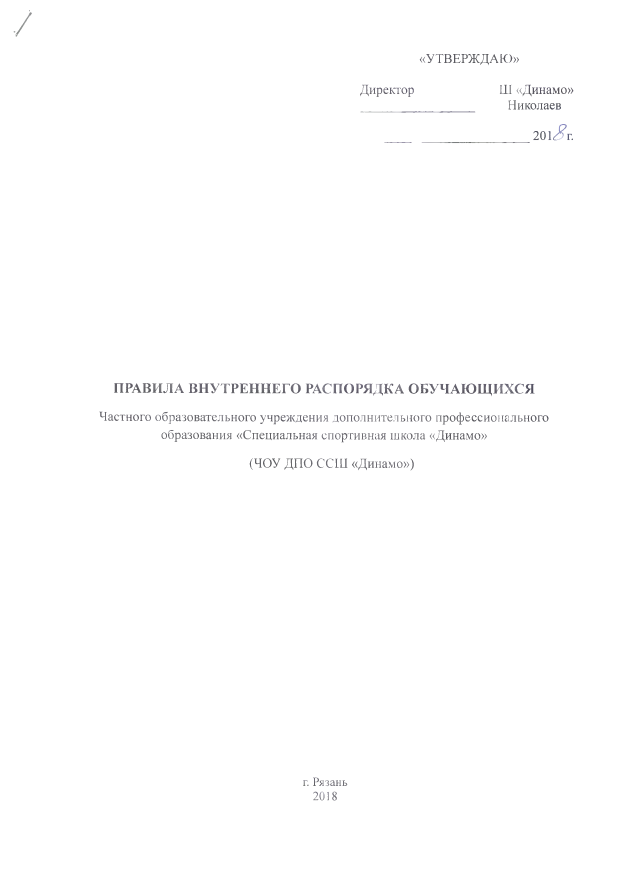 «УТВЕРЖДАЮ»
Директор Ш «Динамо»
Николаев
2018 г.
ПРАВИЛА ВНУТРЕННЕГО РАСПОРЯДКА ОБУЧАЮЩИХСЯ
Частного образовательного учреждения дополнительного профессионального
образования «Специальная спортивная школа «Динамо»
(ЧОУ ДПО ССШ «Динамо»)
г. Рязань
2018